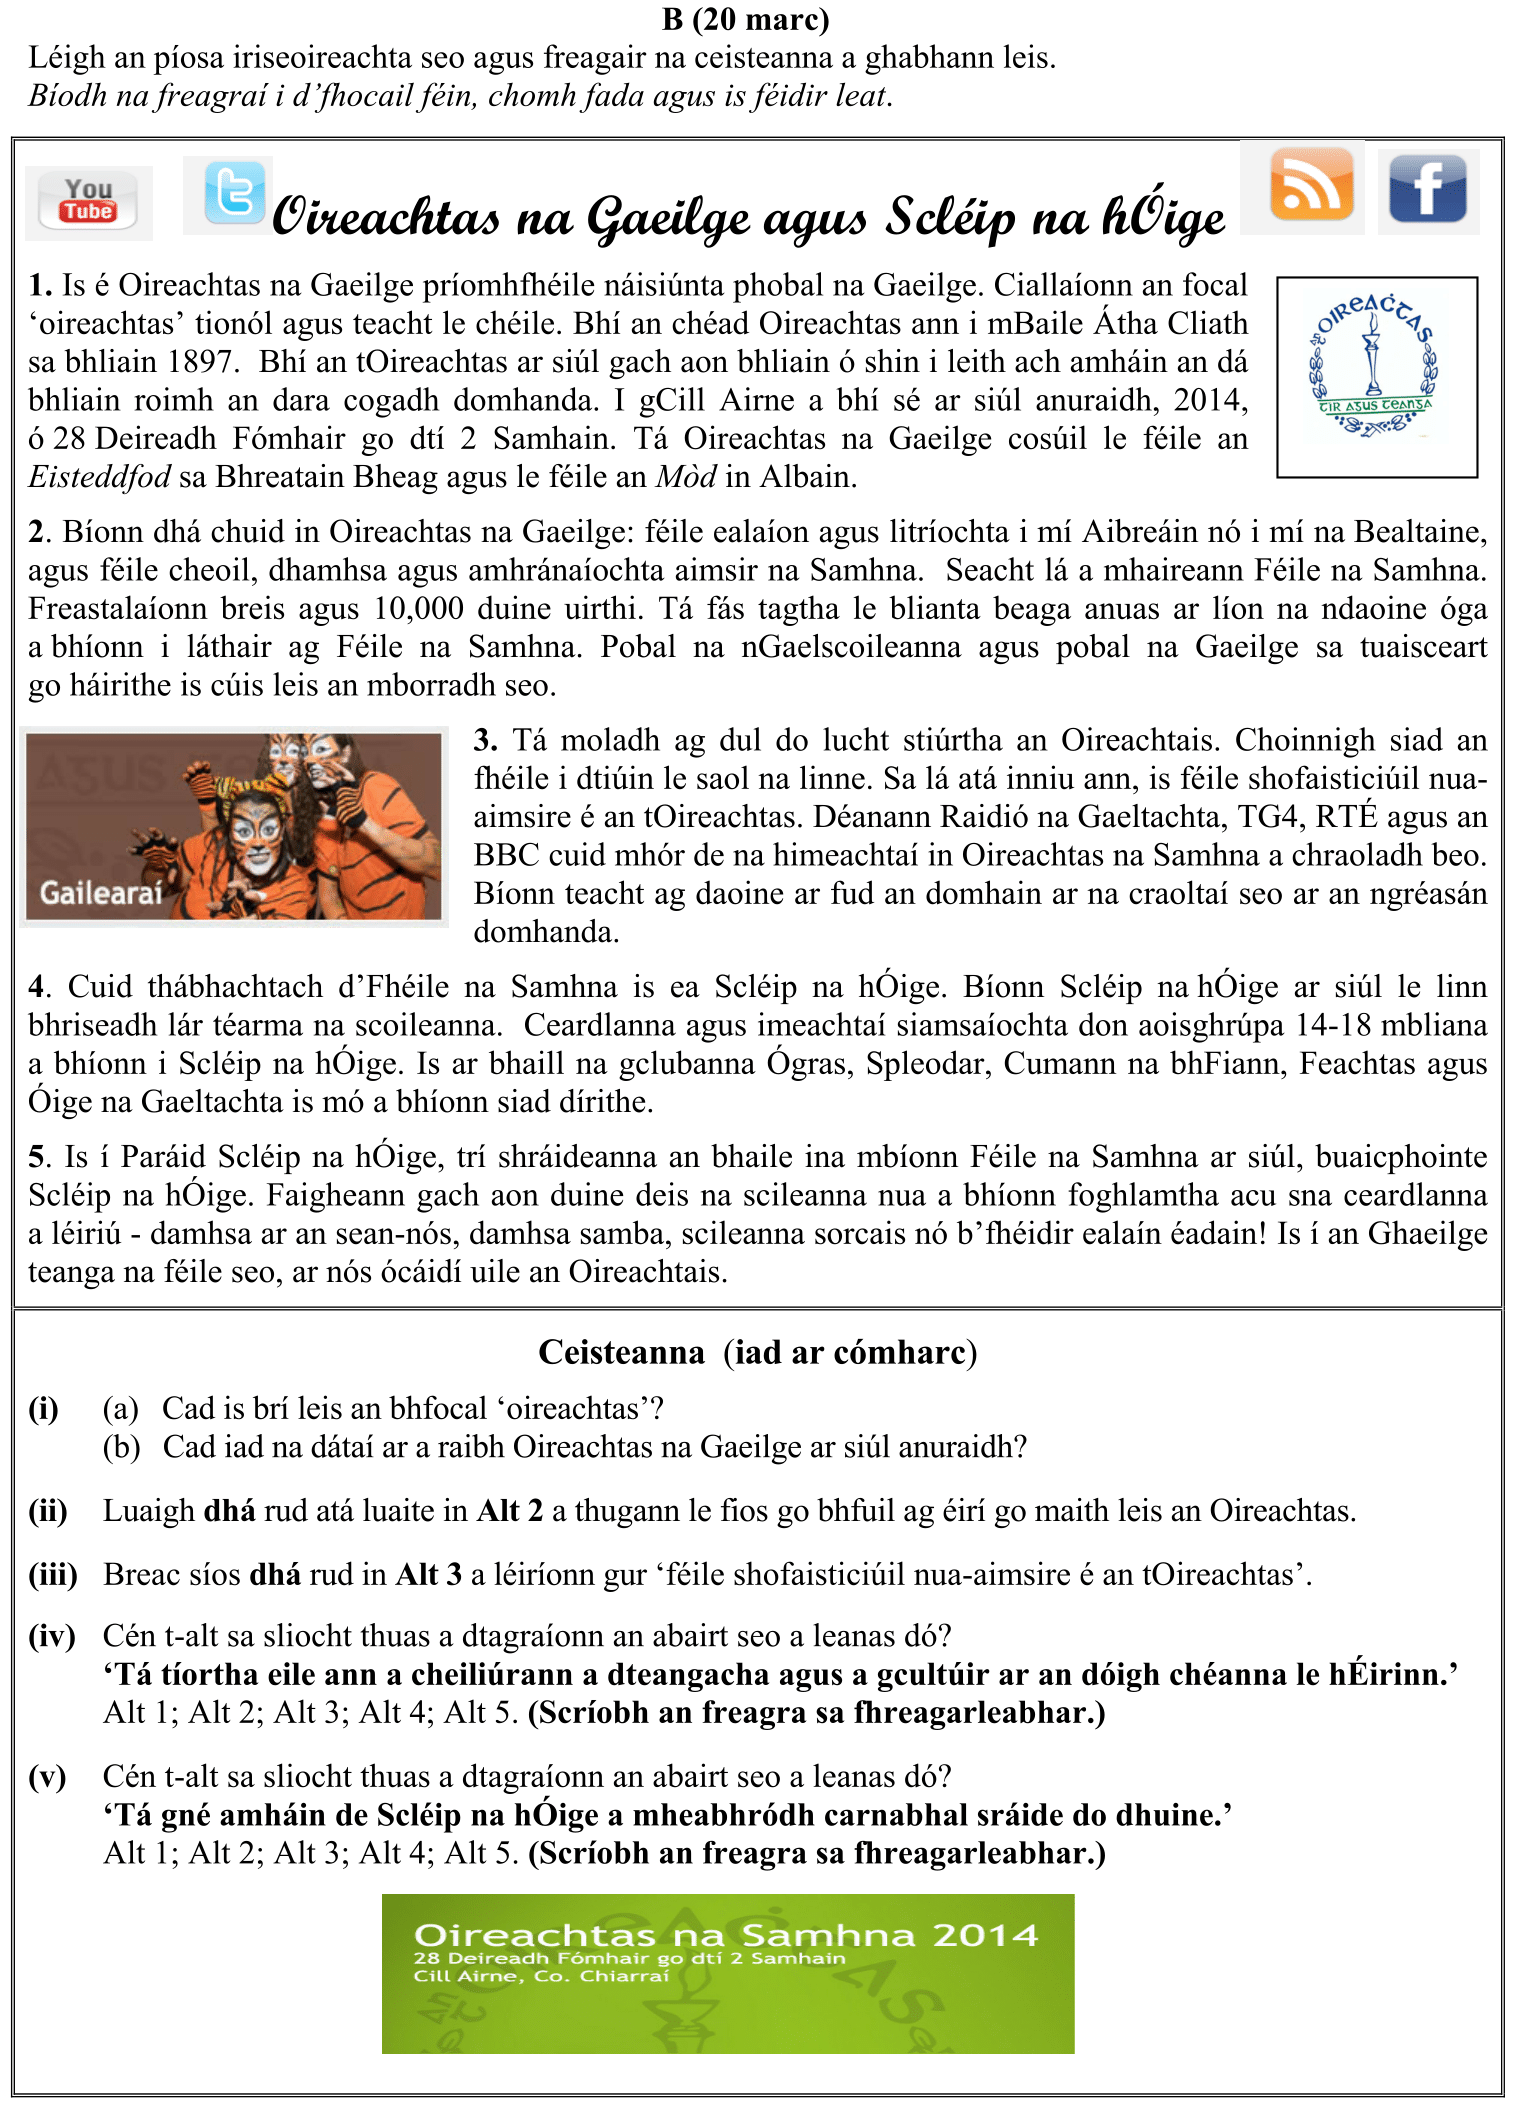 B (20 marc)
Léigh an píosa iriseoireachta seo agus freagair na ceisteanna a ghabhann leis.
Bíodh na freagraí i d’fhocail féin, chomh fada agus is féidir leat.
You
Tube
Oireachtas na Gaeilge agus Scléip na hÓige
1. Is é Oireachtas na Gaeilge príomhfhéile náisiúnta phobal na Gaeilge. Ciallaíonn an focal
‘oireachtas’ tionól agus teacht le chéile. Bhí an chéad Oireachtas ann i mBaile Átha Cliath
sa bhliain 1897. Bhí an tOireachtas ar siúl gach aon bhliain ó shin i leith ach amháin an dá
bhliain roimh an dara cogadh domhanda. I gCill Airne a bhí sé ar siúl anuraidh, 2014,
ó 28 Deireadh Fómhair go dtí 2 Samhain. Tá Oireachtas na Gaeilge cosúil le féile an
Eisteddfod sa Bhreatain Bheag agus le féile an Mòd in Albain.
an OIREAĊTAS
TIR AGUS TEANGA
2. Bíonn dhá chuid in Oireachtas na Gaeilge: féile ealaíon agus litríochta i mí Aibreáin nó i mí na Bealtaine,
agus féile cheoil, dhamhsa agus amhránaíochta aimsir na Samhna. Seacht lá a mhaireann Féile na Samhna.
Freastalaíonn breis agus 10,000 duine uirthi. Tá fás tagtha le blianta beaga anuas ar líon na ndaoine óga
a bhíonn i láthair ag Féile na Samhna. Pobal na nGaelscoileanna agus pobal na Gaeilge sa tuaisceart
go háirithe is cúis leis an mborradh seo.
AGUS
Gailearaí
3. Tá moladh ag dul do lucht stiúrtha an Oireachtais. Choinnigh siad an
fhéile i dtiúin le saol na linne. Sa lá atá inniu ann, is féile shofaisticiúil nua-
aimsire é an tOireachtas. Déanann Raidió na Gaeltachta, TG4, RTÉ agus an
BBC cuid mhór de na himeachtaí in Oireachtas na Samhna a chraoladh beo.
Bíonn teacht ag daoine ar fud an domhain ar na craoltaí seo ar an ngréasán
domhanda.
4. Cuid thábhachtach d’Fhéile na Samhna is ea Scléip na hÓige. Bíonn Scléip na hÓige ar siúl le linn
bhriseadh lár téarma na scoileanna. Ceardlanna agus imeachtaí siamsaíochta don aoisghrúpa 14-18 mbliana
a bhíonn i Scléip na hÓige. Is ar bhaill na gclubanna Ógras, Spleodar, Cumann na bhFiann, Feachtas agus
Óige na Gaeltachta is mó a bhíonn siad dírithe.
5. Is í Paráid Scléip na hÓige, trí shráideanna an bhaile ina mbíonn Féile na Samhna ar siúl, buaicphointe
Scléip na hÓige. Faigheann gach aon duine deis na scileanna nua a bhíonn foghlamtha acu sna ceardlanna
a léiriú - damhsa ar an sean-nós, damhsa samba, scileanna sorcais nó b’fhéidir ealaín éadain! Is í an Ghaeilge
teanga na féile seo, ar nós ócáidí uile an Oireachtais.
Ceisteanna (iad ar cómharc)
(i) (a) Cad is brí leis an bhfocal ‘oireachtas’?
(b) Cad iad na dátaí ar a raibh Oireachtas na Gaeilge ar siúl anuraidh?
(ii) Luaigh dhá rud atá luaite in Alt 2 a thugann le fios go bhfuil ag éirí go maith leis an Oireachtas.
(iii) Breac síos dhá rud in Alt 3 a léiríonn gur ‘féile shofaisticiúil nua-aimsire é an tOireachtas’.
(iv) Cén t-alt sa sliocht thuas a dtagraíonn an abairt seo a leanas dó?
‘Tá tíortha eile ann a cheiliúrann a dteangacha agus a gcultúir ar an dóigh chéanna le hÉirinn.’
Alt 1; Alt 2; Alt 3; Alt 4; Alt 5. (Scríobh an freagra sa fhreagarleabhar.)
(v) Cén t-alt sa sliocht thuas a dtagraíonn an abairt seo a leanas dó?
‘Tá gné amháin de Scléip na hÓige a mheabhródh carnabhal sráide do dhuine.’
Alt 1; Alt 2; Alt 3; Alt 4; Alt 5. (Scríobh an freagra sa fhreagarleabhar.)
Oireachtas na Samhna 2014
28 Deireadh Fómhair go dtí 2 Samhain
Cill Airne, Co. Chiarraí